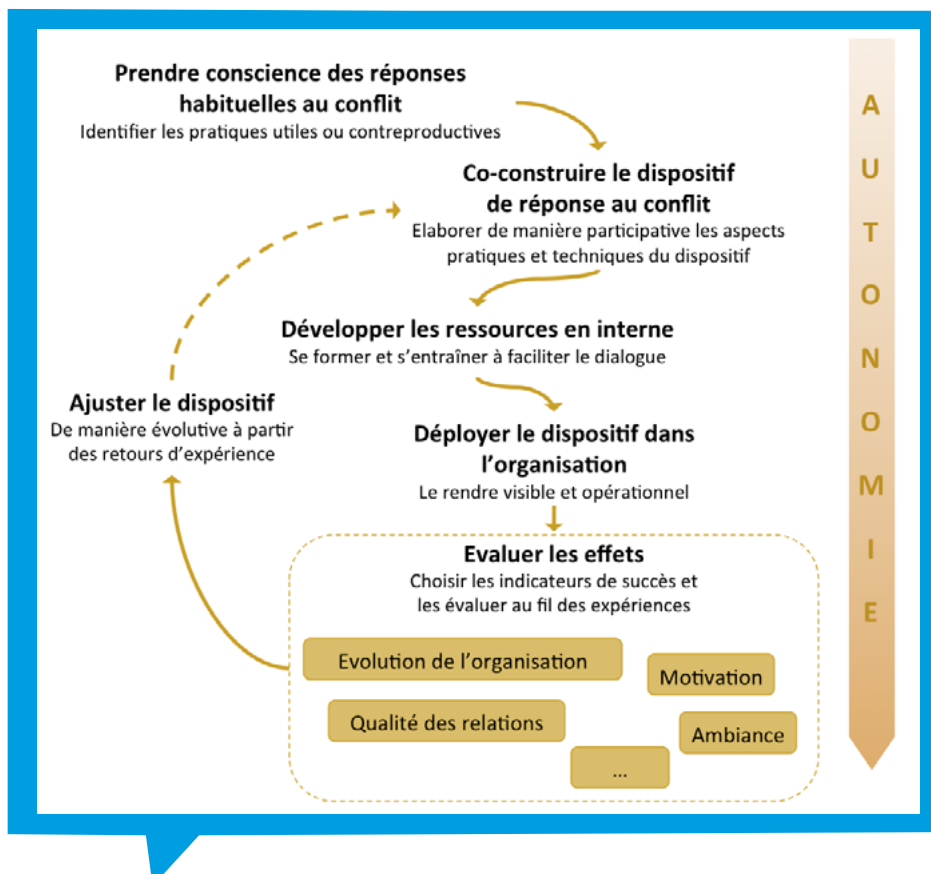 Prendre conscience des réponses
habituelles au conflit
Identifier les pratiques utiles ou contreproductives
Co-construire le dispositif
de réponse au conflit
Elaborer de manière participative les aspects
pratiques et techniques du dispositif
Développer les ressources en interne
Se former et s'entraîner à faciliter le dialogue
Ajuster le dispositif
De manière évolutive à partir
des retours d'expérience
Déployer le dispositif dans
l'organisation
Le rendre visible et opérationnel
Evaluer les effets
Choisir les indicateurs de succès et
les évaluer au fil des expériences
Evolution de l'organisation
Motivation
Qualité des relations
Ambiance
...
A
U
T
O
N
O
M
I
E